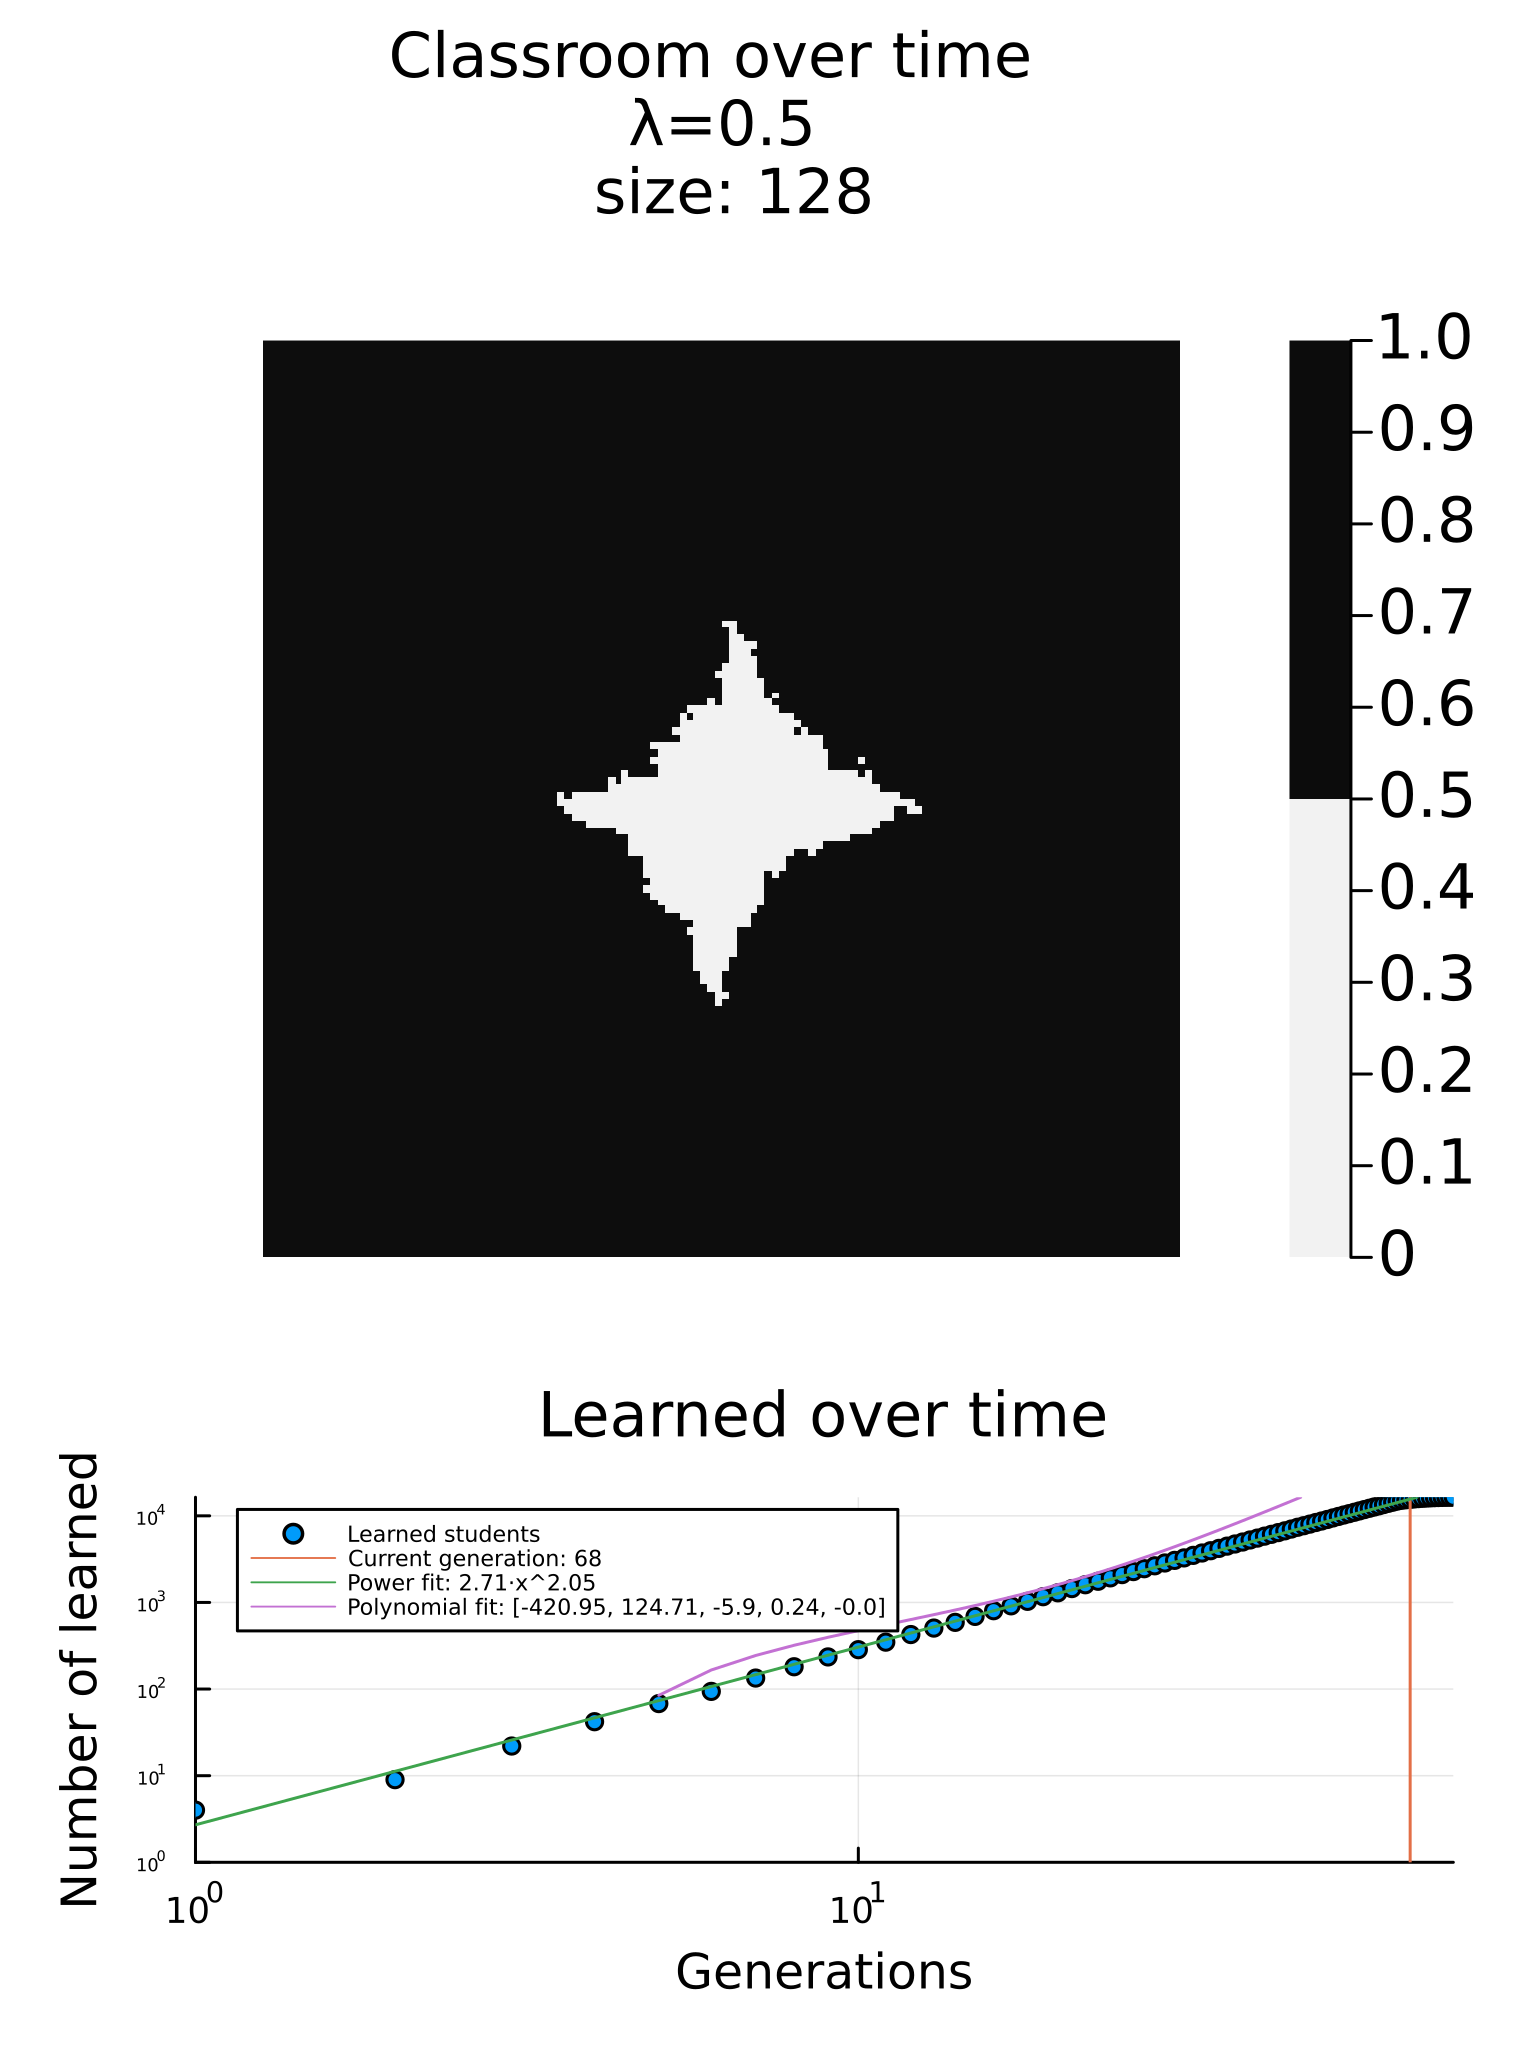 Classroom over time
λ=0.5
size: 128
1.0
0.9
0.8
0.7
0.6
0.5
0.4
0.3
0.2
0.1
0
Learned over time
Number of learned
10^4
10^3
10^2
10^1
10^0
Learned students
Current generation: 68
Power fit: 2.71·x^2.05
Polynomial fit: [-420.95, 124.71, -5.9, 0.24, -0.0]
10^0
10^1
Generations